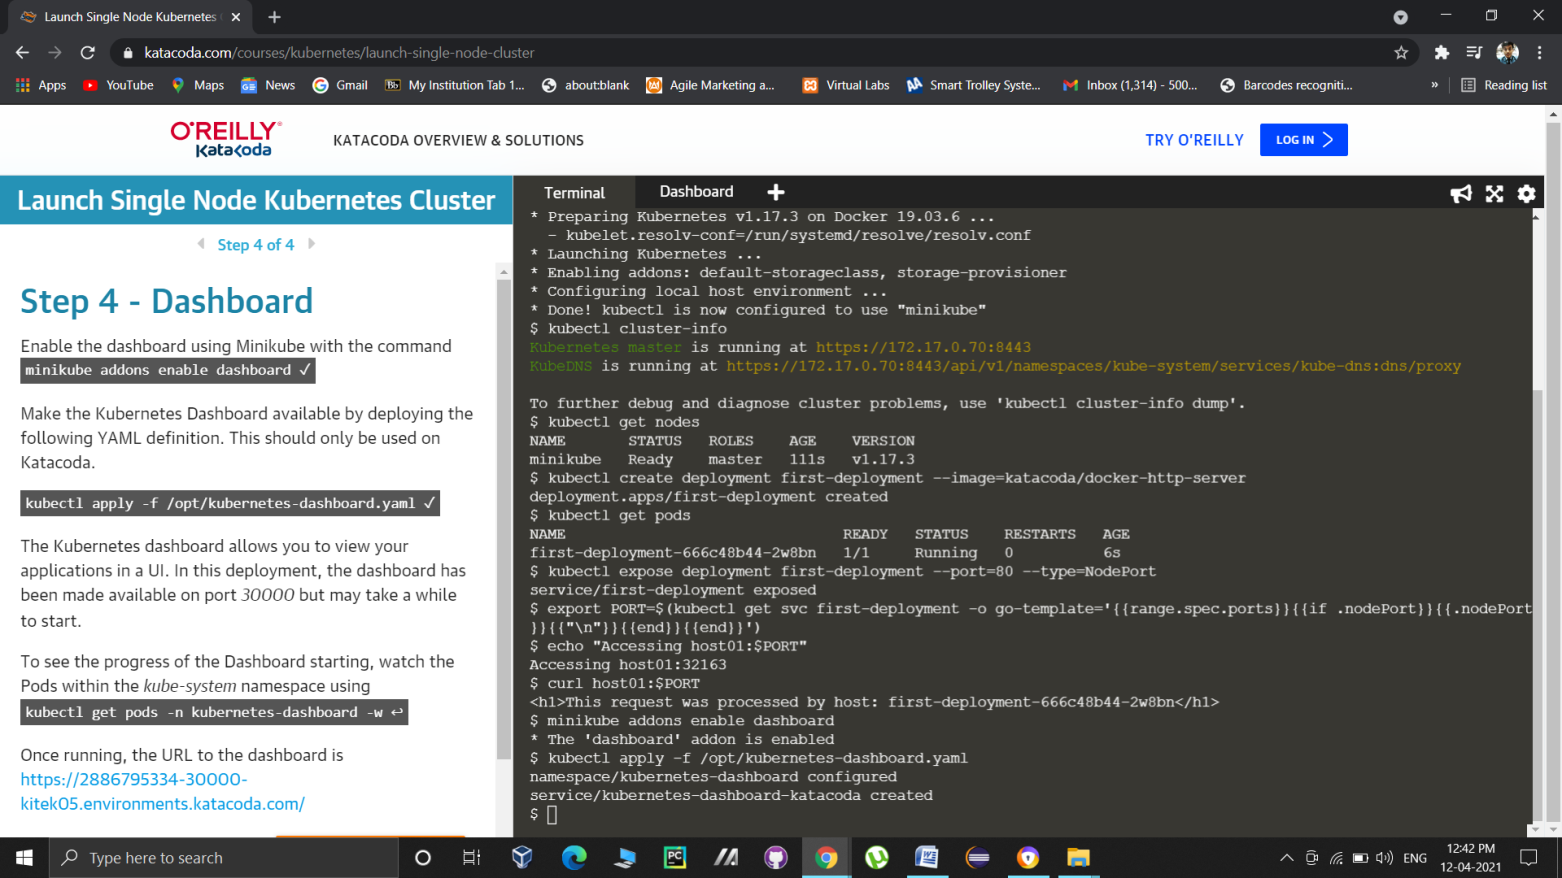 Launch Single Node Kubernetes
katacoda.com/courses/kubernetes/launch-single-node-cluster
Apps YouTube Maps News Gmail My Institution Tab 1... about:blank Agile Marketing a... Virtual Labs Smart Trolley Syste... Inbox (1,314) - 500... Barcodes recogniti... » Reading list
O'REILLY®
Katacoda
KATACODA OVERVIEW & SOLUTIONS
TRY O'REILLY
LOG IN
Launch Single Node Kubernetes Cluster
Step 4 of 4
Step 4 - Dashboard
Enable the dashboard using Minikube with the command
minikube addons enable dashboard ✓
Make the Kubernetes Dashboard available by deploying the
following YAML definition. This should only be used on
Katacoda.
kubectl apply -f /opt/kubernetes-dashboard.yaml ✓
The Kubernetes dashboard allows you to view your
applications in a UI. In this deployment, the dashboard has
been made available on port 30000 but may take a while
to start.
To see the progress of the Dashboard starting, watch the
Pods within the kube-system namespace using
kubectl get pods -n kubernetes-dashboard -w ↩
Once running, the URL to the dashboard is
https://2886795334-30000-
kitek05.environments.katacoda.com/
Terminal Dashboard +
* Preparing Kubernetes v1.17.3 on Docker 19.03.6 ...
- kubelet.resolv-conf=/run/systemd/resolve/resolv.conf
* Launching Kubernetes ...
* Enabling addons: default-storageclass, storage-provisioner
* Configuring local host environment ...
* Done! kubectl is now configured to use "minikube"
$ kubectl cluster-info
Kubernetes master is running at https://172.17.0.70:8443
KubeDNS is running at https://172.17.0.70:8443/api/v1/namespaces/kube-system/services/kube-dns:dns/proxy
To further debug and diagnose cluster problems, use 'kubectl cluster-info dump'.
$ kubectl get nodes
NAME STATUS ROLES AGE VERSION
minikube Ready master 111s v1.17.3
$ kubectl create deployment first-deployment --image=katacoda/docker-http-server
deployment.apps/first-deployment created
$ kubectl get pods
NAME READY STATUS RESTARTS AGE
first-deployment-666c48b44-2w8bn 1/1 Running 0 6s
$ kubectl expose deployment first-deployment --port=80 --type=NodePort
service/first-deployment exposed
$ export PORT=$(kubectl get svc first-deployment -o go-template='{{range.spec.ports}}{{if .nodePort}}{{.nodePort
}}{{"\n"}}{{end}}{{end}}')
$ echo "Accessing host01:$PORT"
Accessing host01:32163
$ curl host01:$PORT
<h1>This request was processed by host: first-deployment-666c48b44-2w8bn</h1>
$ minikube addons enable dashboard
* The 'dashboard' addon is enabled
$ kubectl apply -f /opt/kubernetes-dashboard.yaml
namespace/kubernetes-dashboard configured
service/kubernetes-dashboard-katacoda created
$
Type here to search
PC
ENG
12:42 PM
12-04-2021